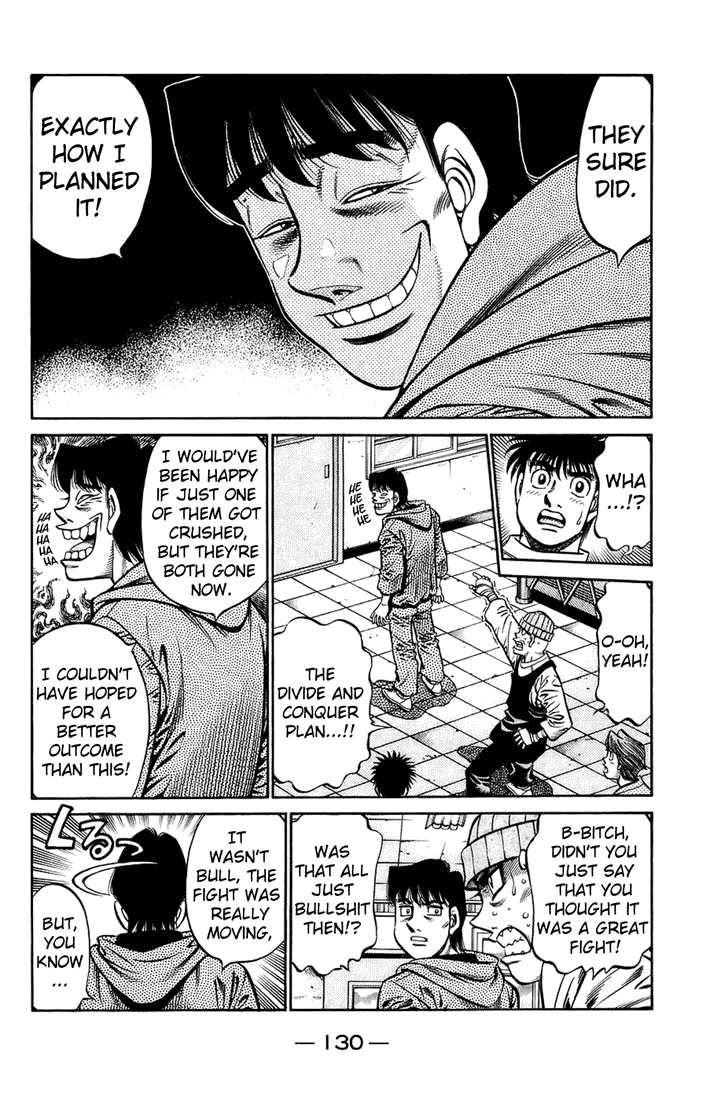 THEY
SURE
DID.
EXACTLY
HOW I
PLANNED
IT!
WHA
...!?
O-OH,
YEAH!
HE
HE
HE
HE
THE
DIVIDE AND
CONQUER
PLAN...!!
I WOULD'VE
BEEN HAPPY
IF JUST ONE
OF THEM GOT
CRUSHED,
BUT THEY'RE
BOTH GONE
NOW.
HA
HA
HA
HA
HA
I COULDN'T
HAVE HOPED
FOR A
BETTER
OUTCOME
THAN THIS!
B-BITCH,
DIDN'T YOU
JUST SAY
THAT YOU
THOUGHT IT
WAS A GREAT
FIGHT!
WAS
THAT ALL
JUST
BULLSHIT
THEN!?
IT
WASN'T
BULL, THE
FIGHT WAS
REALLY
MOVING,
くるっ
BUT,
YOU
KNOW
...
— 130 —